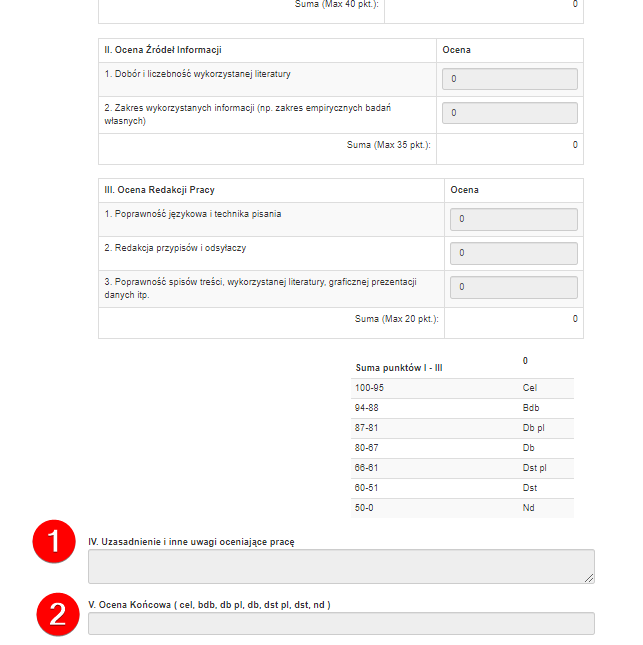 Suma (Max 40 pkt.): 0
II. Ocena Źródeł Informacji Ocena
1. Dobór i liczebność wykorzystanej literatury 0
2. Zakres wykorzystanych informacji (np. zakres empirycznych badań
własnych) 0
Suma (Max 35 pkt.): 0
III. Ocena Redakcji Pracy Ocena
1. Poprawność językowa i technika pisania 0
2. Redakcja przypisów i odsyłaczy 0
3. Poprawność spisów treści, wykorzystanej literatury, graficznej prezentacji
danych itp. 0
Suma (Max 20 pkt.): 0
Suma punktów I - III 0
100-95 Cel
94-88 Bdb
87-81 Db pl
80-67 Db
66-61 Dst pl
60-51 Dst
50-0 Nd
1 IV. Uzasadnienie i inne uwagi oceniające pracę
2 V. Ocena Końcowa ( cel, bdb, db pl, db, dst pl, dst, nd )